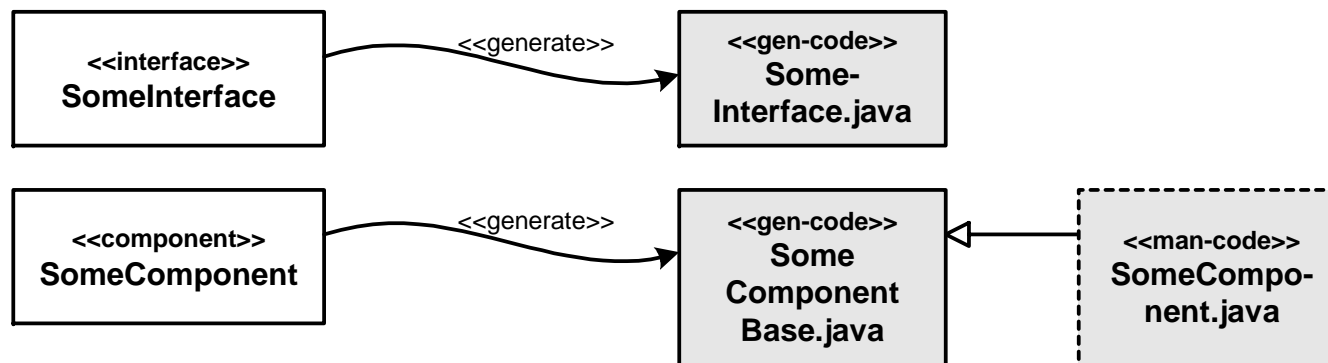 <<interface>>
SomeInterface
<<generate>>
<<gen-code>>
Some-
Interface.java
<<component>>
SomeComponent
<<generate>>
<<gen-code>>
Some
Component
Base.java
<<man-code>>
SomeCompo-
nent.java